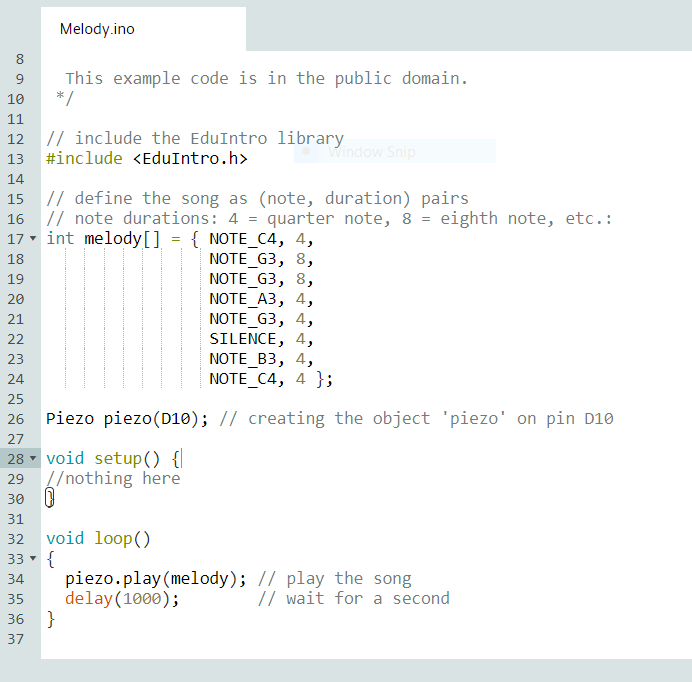 Melody.ino
8
9 This example code is in the public domain.
10 */
11
12 // include the EduIntro library
Window Snip
13 #include <EduIntro.h>
14
15 // define the song as (note, duration) pairs
16 // note durations: 4 = quarter note, 8 = eighth note, etc.:
17 int melody[] = { NOTE_C4, 4,
18 NOTE_G3, 8,
19 NOTE_G3, 8,
20 NOTE_A3, 4,
21 NOTE_G3, 4,
22 SILENCE, 4,
23 NOTE_B3, 4,
24 NOTE_C4, 4 };
25
26 Piezo piezo(D10); // creating the object 'piezo' on pin D10
27
28 void setup() {
29 //nothing here
30 }
31
32 void loop()
33 {
34 piezo.play(melody); // play the song
35 delay(1000); // wait for a second
36 }
37